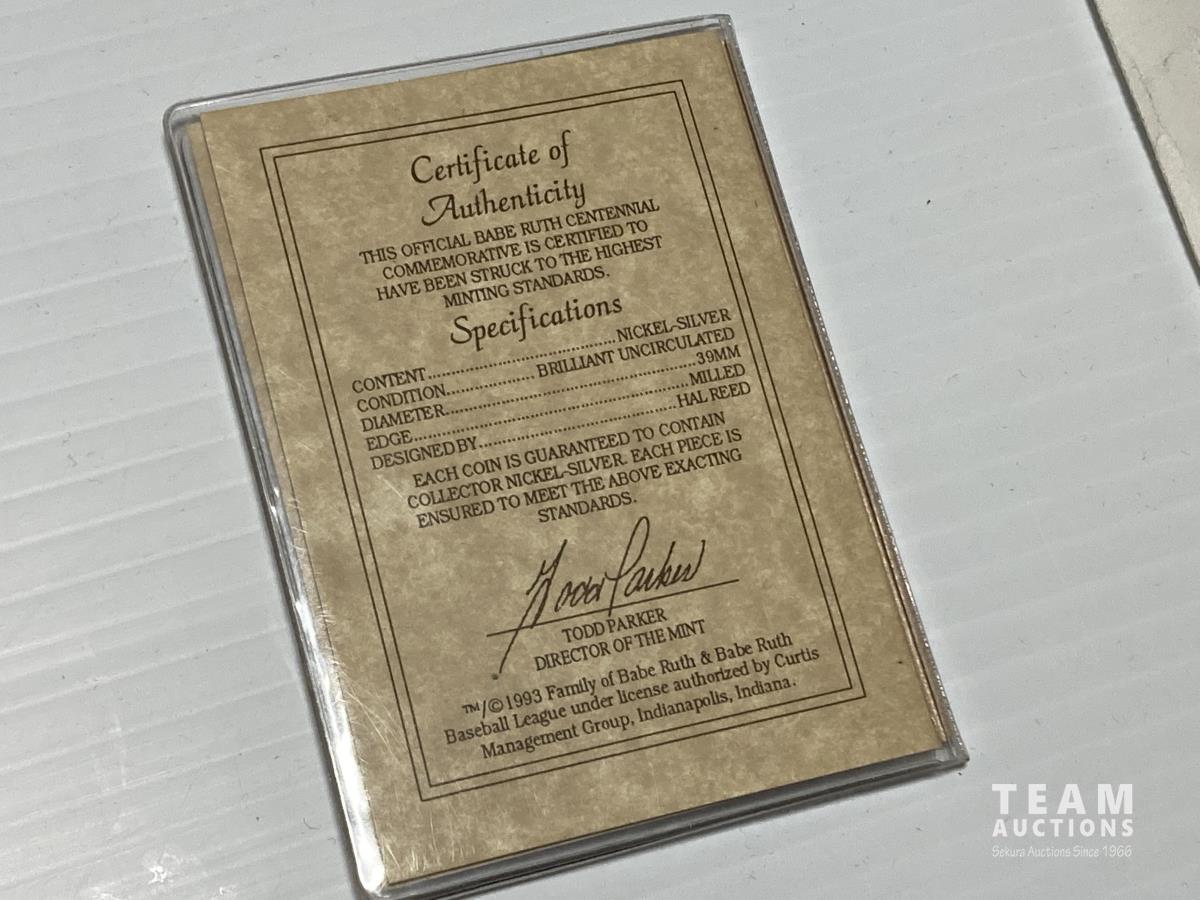 Certificate of
Authenticity
THIS OFFICIAL BABE RUTH CENTENNIAL
COMMEMORATIVE IS CERTIFIED TO
HAVE BEEN STRUCK TO THE HIGHEST
MINTING STANDARDS.
Specifications
CONTENT........................................NICKEL-SILVER
CONDITION..................BRILLIANT UNCIRCULATED
DIAMETER....................................................39MM
EDGE........................................................MILLED
DESIGNED BY........................................HAL REED
EACH COIN IS GUARANTEED TO CONTAIN
COLLECTOR NICKEL-SILVER. EACH PIECE IS
ENSURED TO MEET THE ABOVE EXACTING
STANDARDS.
Todd Parker
TODD PARKER
DIRECTOR OF THE MINT
™/©1993 Family of Babe Ruth & Babe Ruth
Baseball League under license authorized by Curtis
Management Group, Indianapolis, Indiana.
TEAM
AUCTIONS
Sekura Auctions Since 1966